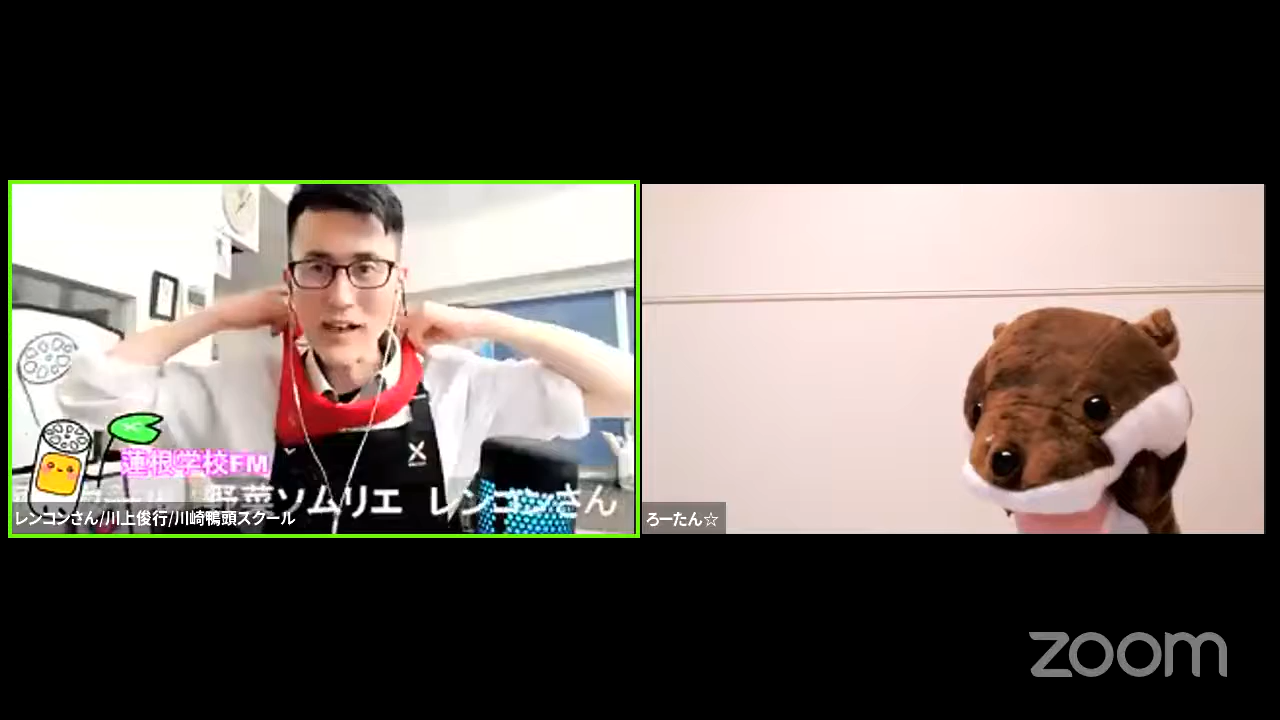 蓮根学校FM
野菜ソムリエ レンコンさん
レンコンさん/川上俊行/川崎鴨頭スクール
ろーたん☆
zoom